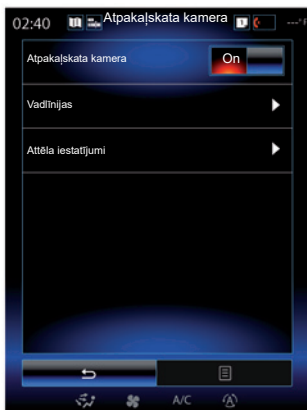 02:40 Atpakaļskata kamera ---°F
Atpakaļskata kamera On
Vadlīnijas
Attēla iestatījumi
A/C